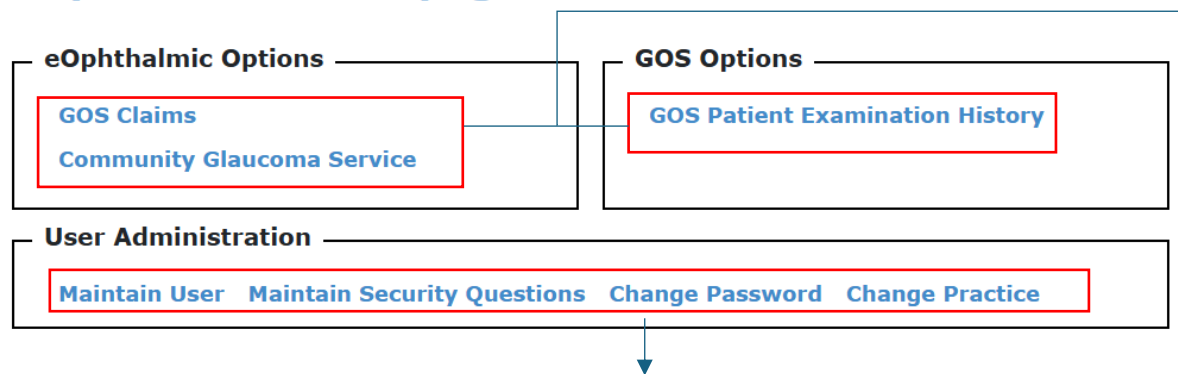 eOphthalmic Options
GOS Claims
Community Glaucoma Service
GOS Options
GOS Patient Examination History
User Administration
Maintain User Maintain Security Questions Change Password Change Practice